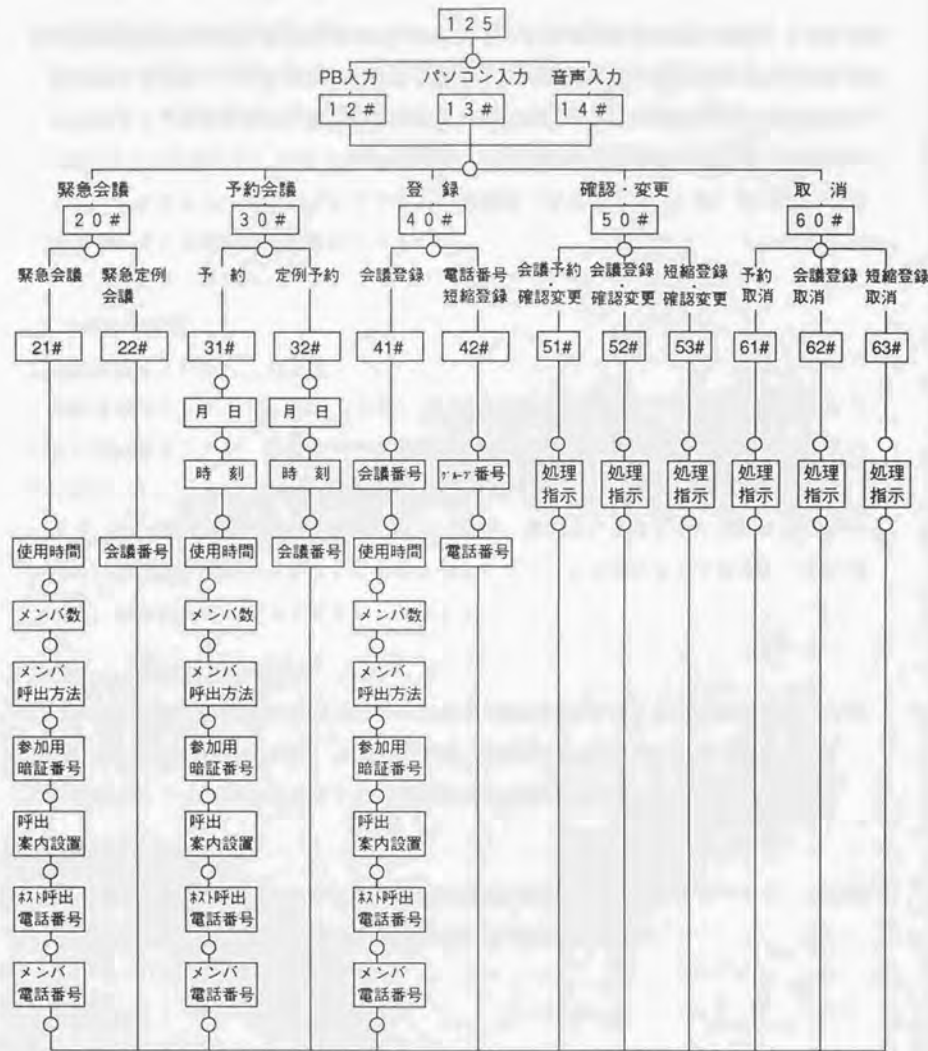 125
PB入力 パソコン入力 音声入力
12# 13# 14#
緊急会議 予約会議 登 録 確認・変更 取 消
20# 30# 40# 50# 60#
緊急会議 緊急定例会議 予 約 定例予約 会議登録 電話番号短縮登録 会議予約・確認変更 会議登録・確認変更 短縮登録・確認変更 予約取消 会議登録取消 短縮登録取消
21# 22# 31# 32# 41# 42# 51# 52# 53# 61# 62# 63#
月 日 月 日
時 刻 時 刻 会議番号 グループ番号 処理指示 処理指示 処理指示 処理指示 処理指示 処理指示
使用時間 会議番号 使用時間 会議番号 使用時間 電話番号
メンバ数 メンバ数 メンバ数
メンバ メンバ メンバ
呼出方法 呼出方法 呼出方法
参加用 参加用 参加用
暗証番号 暗証番号 暗証番号
呼出 呼出 呼出
案内設置 案内設置 案内設置
ホスト呼出 ホスト呼出 ホスト呼出
電話番号 電話番号 電話番号
メンバ メンバ メンバ
電話番号 電話番号 電話番号